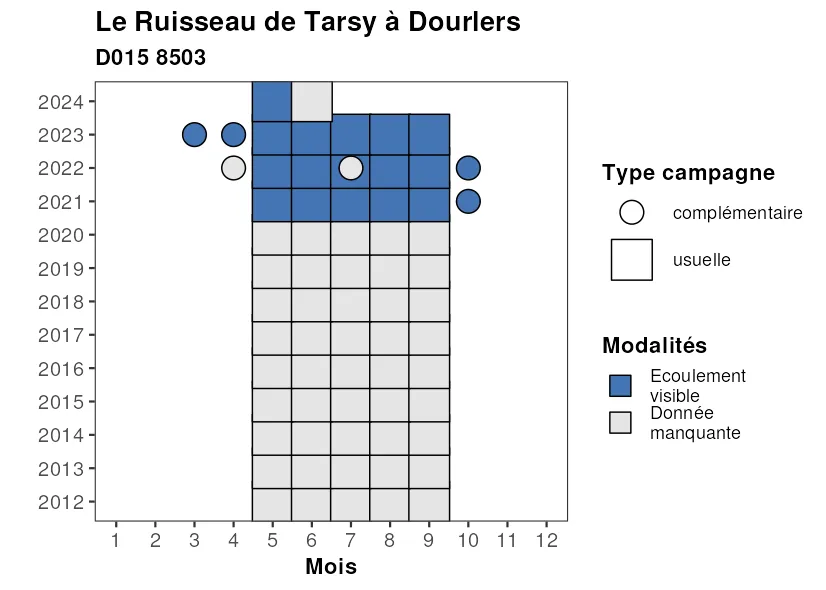 Le Ruisseau de Tarsy à Dourlers
D015 8503
2024
2023
2022
2021
2020
2019
2018
2017
2016
2015
2014
2013
2012
1 2 3 4 5 6 7 8 9 10 11 12
Mois
Type campagne
complémentaire
usuelle
Modalités
Ecoulement
visible
Donnée
manquante